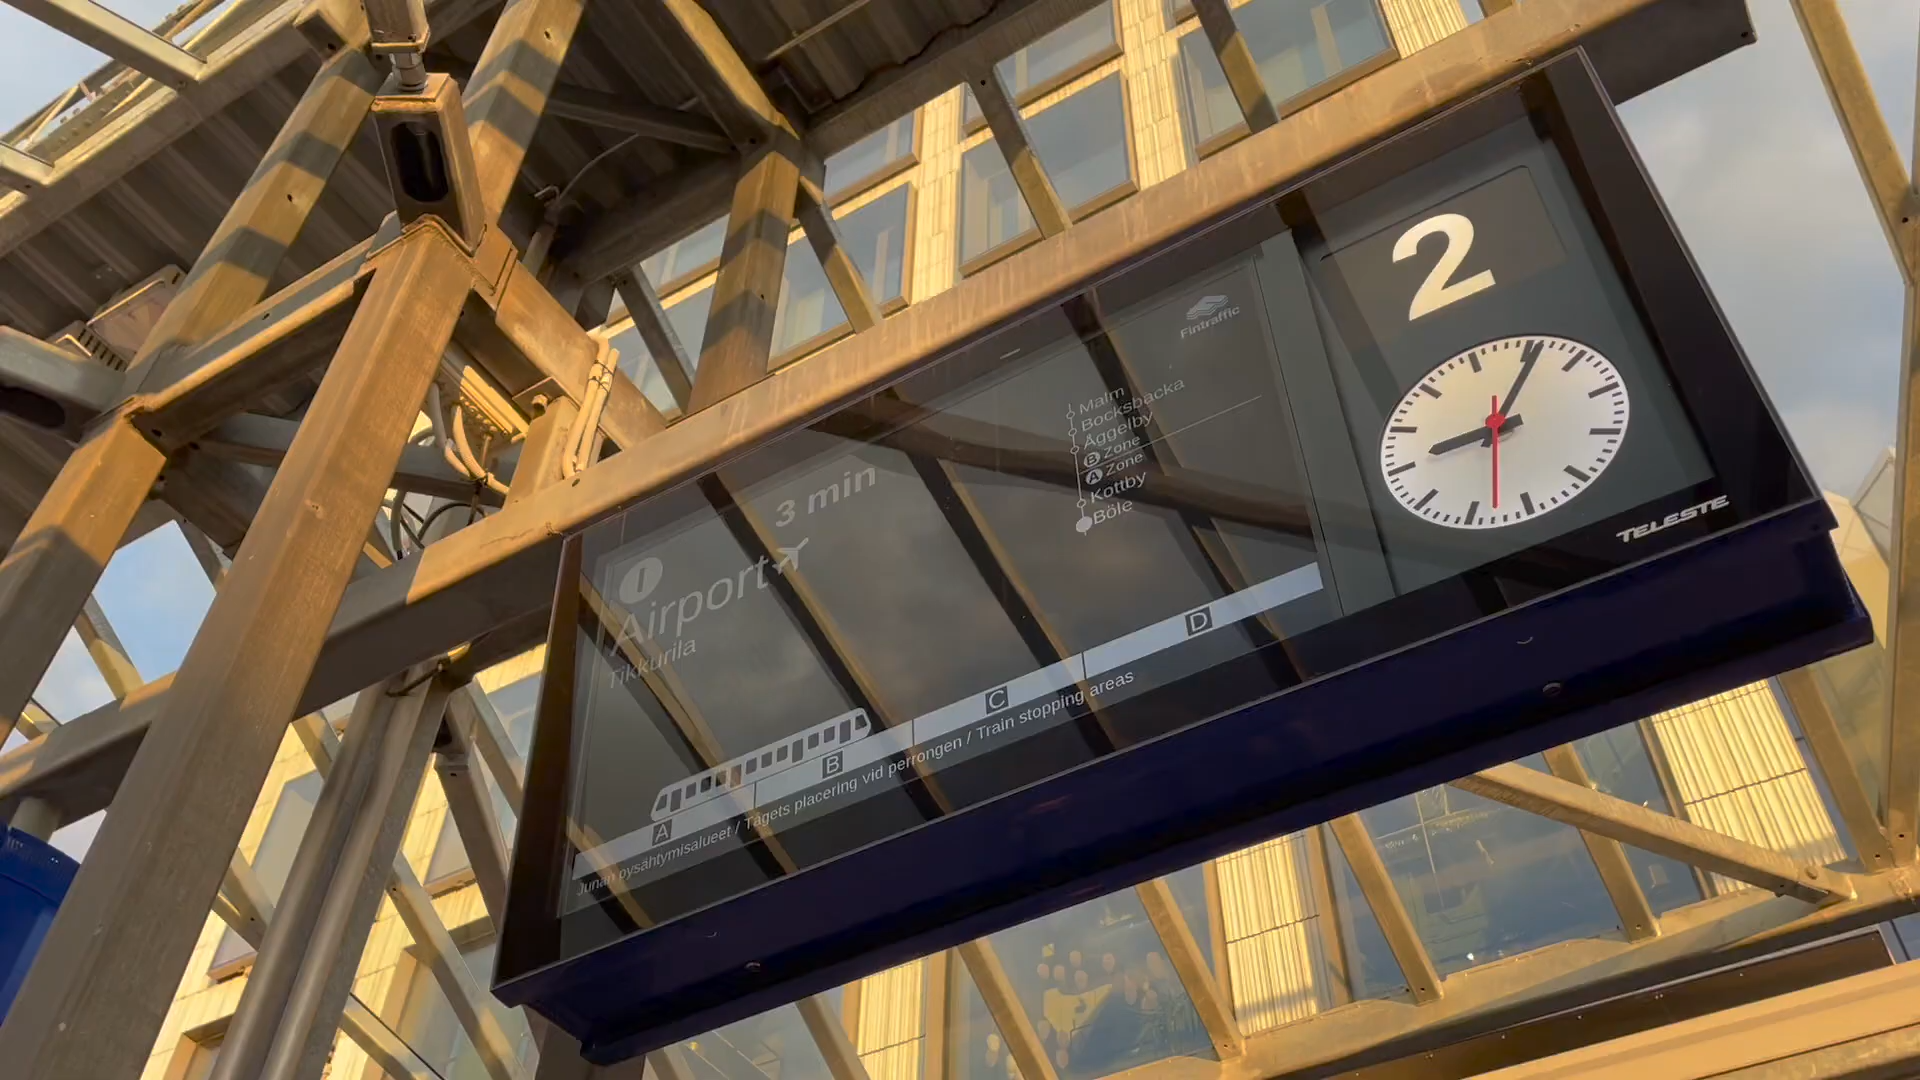 2
Fintraffic
I
3 min
Airport
Tikkurila
Malm
Bocksbacka
Åggelby
B Zone
A Zone
Kottby
Böle
A B C D
Junan pysähtymisalueet / Tågets placering vid perrongen / Train stopping areas
TELESTE